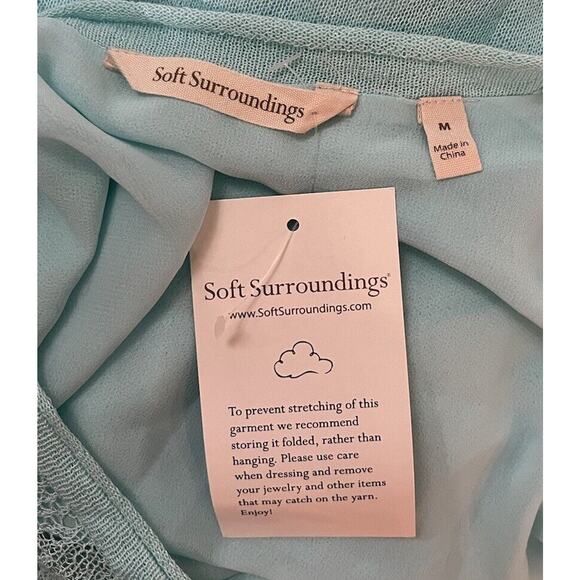 Soft Surroundings
M
Made in
China
Soft Surroundings®
www.SoftSurroundings.com
To prevent stretching of this
garment we recommend
storing it folded, rather than
hanging. Please use care
when dressing and remove
your jewelry and other items
that may catch on the yarn.
Enjoy!